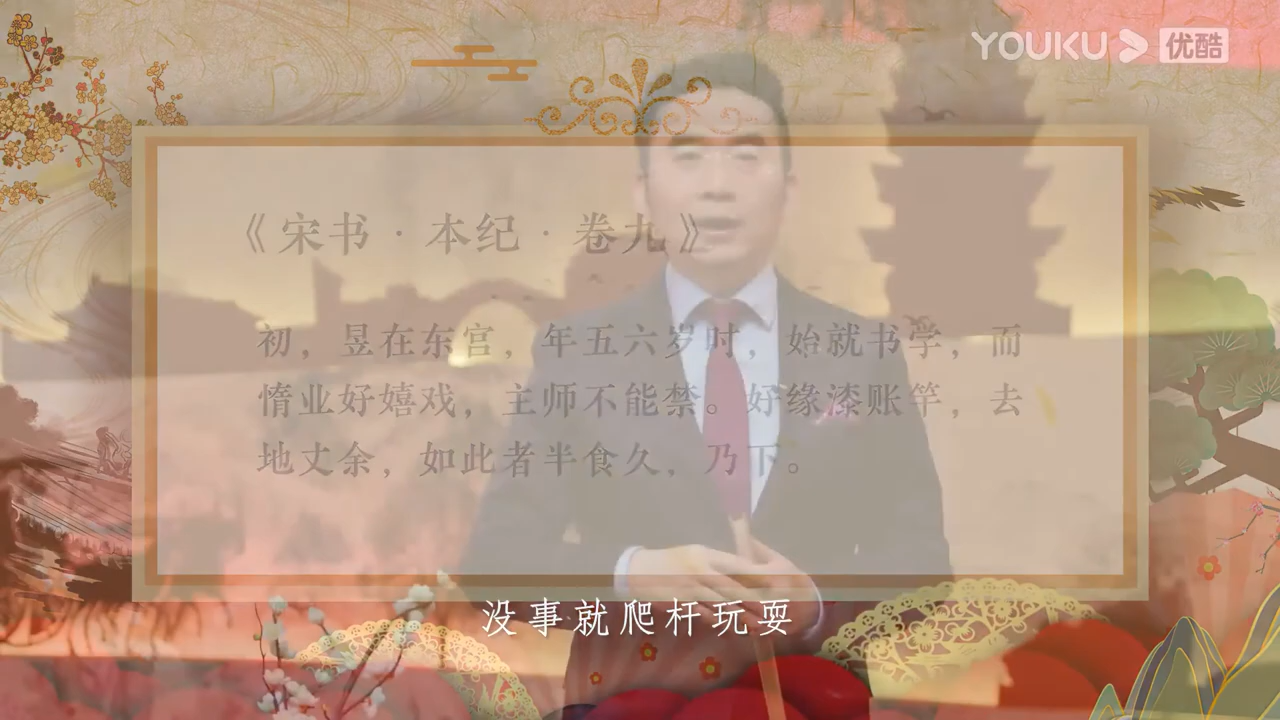 YOUKU 优酷
《宋书·本纪·卷九》
初，昱在东宫，年五六岁时，始就书学，而
惰业好嬉戏，主师不能禁。好缘漆账竿，去
地丈余，如此者半食久，乃下。
没事就爬杆玩耍